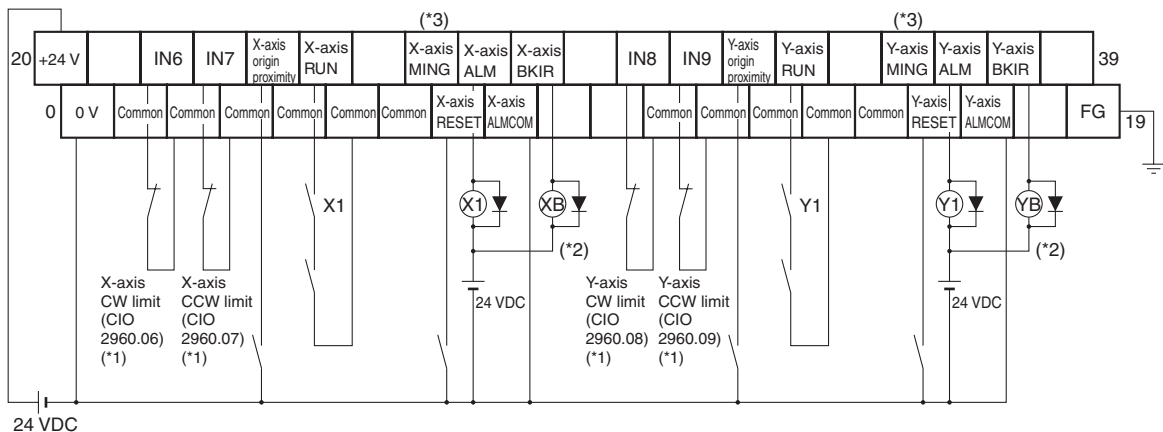 (*3) (*3)
20 +24 V IN6 IN7 X-axis origin proximity X-axis RUN X-axis MING X-axis ALM X-axis BKIR IN8 IN9 Y-axis origin proximity Y-axis RUN Y-axis MING Y-axis ALM Y-axis BKIR 39
0 0 V Common Common Common Common Common Common X-axis RESET X-axis ALMCOM Common Common Common Common Common Y-axis RESET Y-axis ALMCOM FG 19
X1 X1 XB Y1 Y1 YB
(*2) (*2)
X-axis CW limit (CIO 2960.06) (*1)
X-axis CCW limit (CIO 2960.07) (*1)
24 VDC
Y-axis CW limit (CIO 2960.08) (*1)
Y-axis CCW limit (CIO 2960.09) (*1)
24 VDC
24 VDC